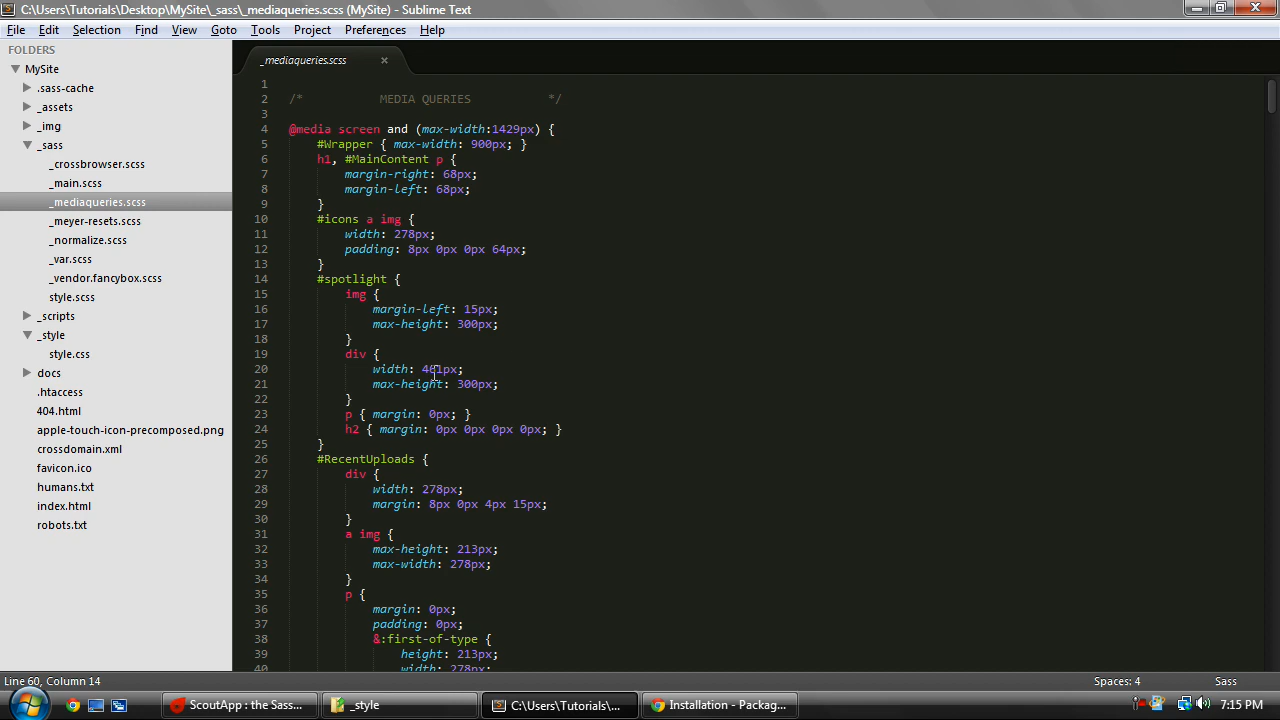 C:\Users\Tutorials\Desktop\MySite\_sass\_mediaqueries.scss (MySite) - Sublime Text
File Edit Selection Find View Goto Tools Project Preferences Help
FOLDERS
MySite
.sass-cache
_assets
_img
_sass
_crossbrowser.scss
_main.scss
_mediaqueries.scss
_meyer-resets.scss
_normalize.scss
_var.scss
_vendor.fancybox.scss
style.scss
_scripts
_style
style.css
docs
.htaccess
404.html
apple-touch-icon-precomposed.png
crossdomain.xml
favicon.ico
humans.txt
index.html
robots.txt
_mediaqueries.scss
1
2 /* MEDIA QUERIES */
3
4 @media screen and (max-width:1429px) {
5 #Wrapper { max-width: 900px; }
6 h1, #MainContent p {
7 margin-right: 68px;
8 margin-left: 68px;
9 }
10 #icons a img {
11 width: 278px;
12 padding: 8px 0px 0px 64px;
13 }
14 #spotlight {
15 img {
16 margin-left: 15px;
17 max-height: 300px;
18 }
19 div {
20 width: 461px;
21 max-height: 300px;
22 }
23 p { margin: 0px; }
24 h2 { margin: 0px 0px 0px 0px; }
25 }
26 #RecentUploads {
27 div {
28 width: 278px;
29 margin: 8px 0px 4px 15px;
30 }
31 a img {
32 max-height: 213px;
33 max-width: 278px;
34 }
35 p {
36 margin: 0px;
37 padding: 0px;
38 &:first-of-type {
39 height: 213px;
40 width: 278px;
Line 60, Column 14 Spaces: 4 Sass
ScoutApp : the Sass... _style C:\Users\Tutorials\... Installation - Packag... 7:15 PM